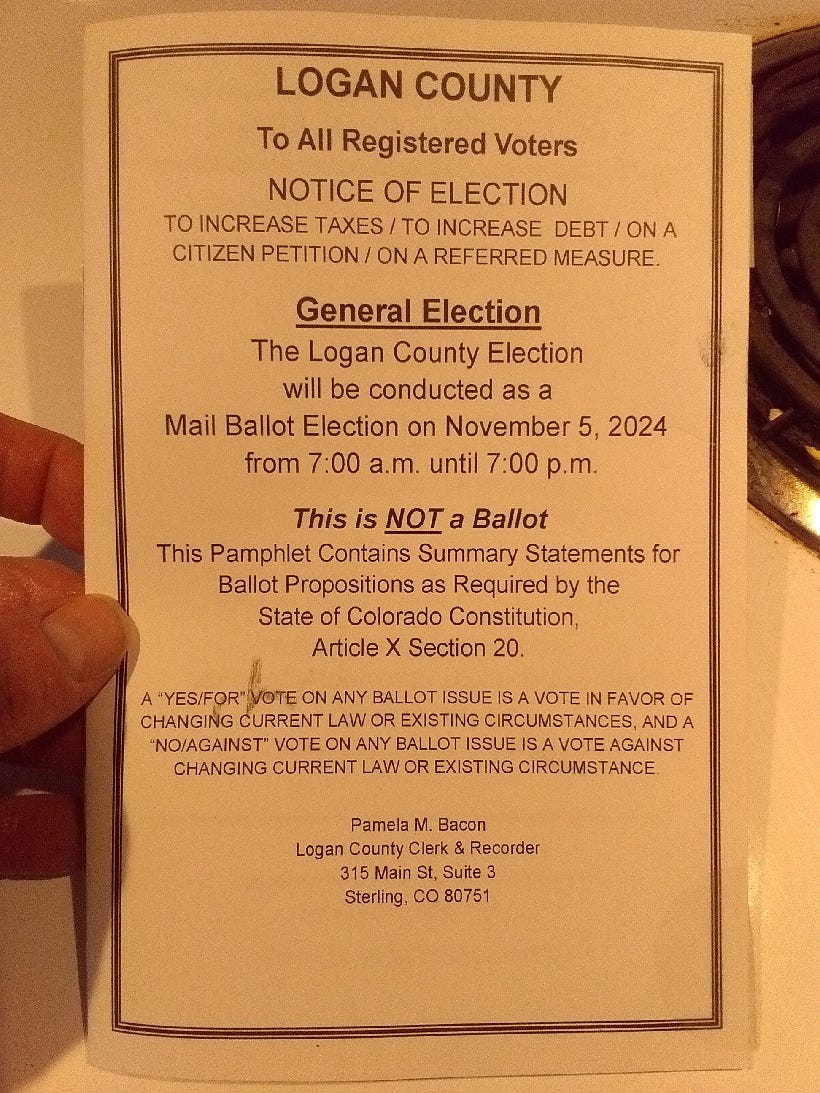 LOGAN COUNTY
To All Registered Voters
NOTICE OF ELECTION
TO INCREASE TAXES / TO INCREASE DEBT / ON A
CITIZEN PETITION / ON A REFERRED MEASURE.
General Election
The Logan County Election
will be conducted as a
Mail Ballot Election on November 5, 2024
from 7:00 a.m. until 7:00 p.m.
This is NOT a Ballot
This Pamphlet Contains Summary Statements for
Ballot Propositions as Required by the
State of Colorado Constitution,
Article X Section 20.
A “YES/FOR” VOTE ON ANY BALLOT ISSUE IS A VOTE IN FAVOR OF
CHANGING CURRENT LAW OR EXISTING CIRCUMSTANCES, AND A
“NO/AGAINST” VOTE ON ANY BALLOT ISSUE IS A VOTE AGAINST
CHANGING CURRENT LAW OR EXISTING CIRCUMSTANCE.
Pamela M. Bacon
Logan County Clerk & Recorder
315 Main St, Suite 3
Sterling, CO 80751